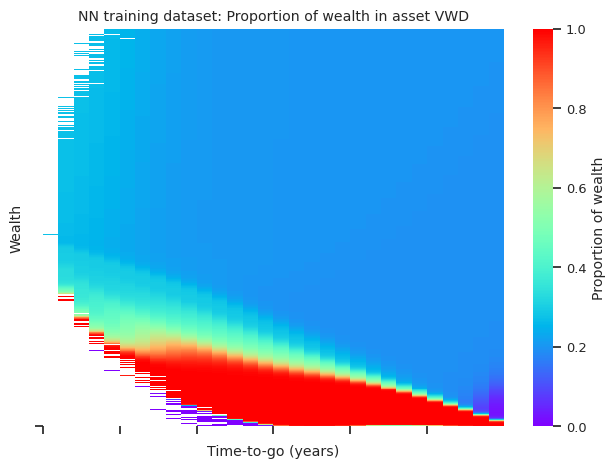 NN training dataset: Proportion of wealth in asset VWD
1.0
0.8
0.6
0.4
0.2
0.0
Proportion of wealth
Wealth
Time-to-go (years)